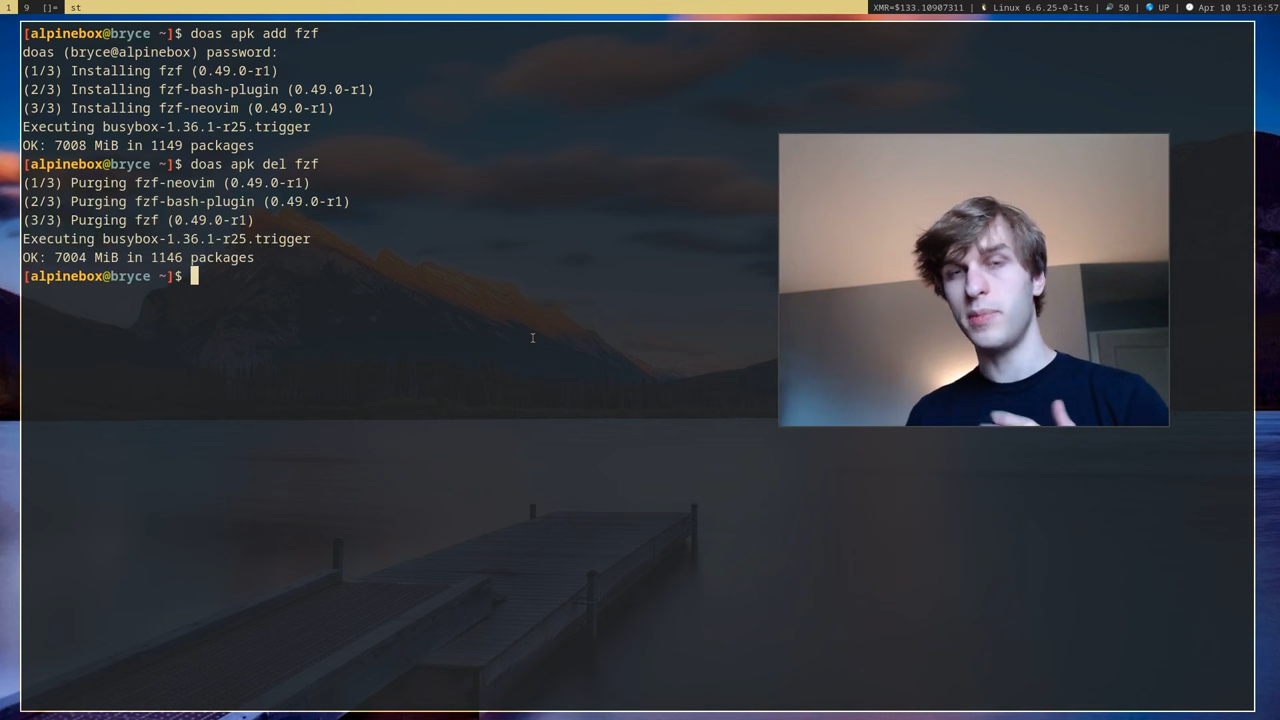 1 9 []= st XMR=$133.10907311 | Linux 6.6.25-0-lts | 50 | UP | Apr 10 15:16:57
[alpinebox@bryce ~]$ doas apk add fzf
doas (bryce@alpinebox) password:
(1/3) Installing fzf (0.49.0-r1)
(2/3) Installing fzf-bash-plugin (0.49.0-r1)
(3/3) Installing fzf-neovim (0.49.0-r1)
Executing busybox-1.36.1-r25.trigger
OK: 7008 MiB in 1149 packages
[alpinebox@bryce ~]$ doas apk del fzf
(1/3) Purging fzf-neovim (0.49.0-r1)
(2/3) Purging fzf-bash-plugin (0.49.0-r1)
(3/3) Purging fzf (0.49.0-r1)
Executing busybox-1.36.1-r25.trigger
OK: 7004 MiB in 1146 packages
[alpinebox@bryce ~]$